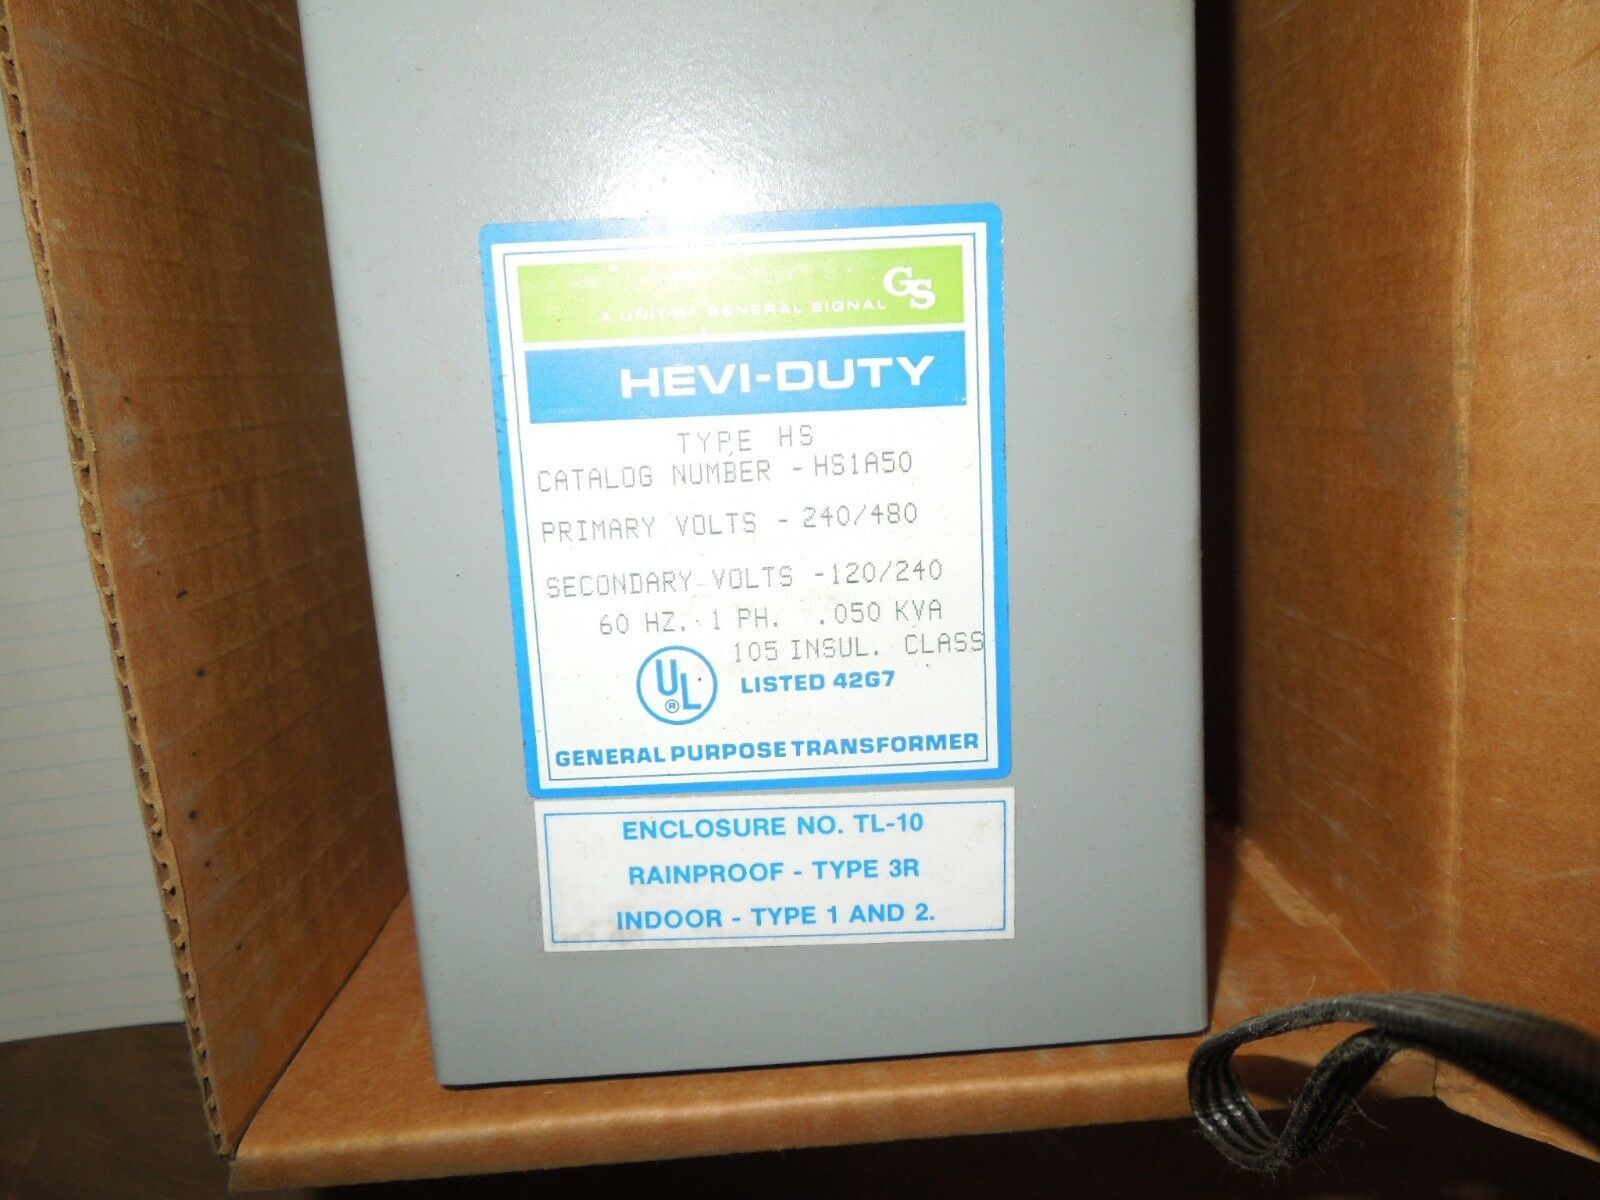 GS
A UNIT OF GENERAL SIGNAL
HEVI-DUTY
TYPE HS
CATALOG NUMBER - HS1A50
PRIMARY VOLTS - 240/480
SECONDARY VOLTS -120/240
60 HZ. 1 PH. .050 KVA
105 INSUL. CLASS
UL ®
LISTED 42G7
GENERAL PURPOSE TRANSFORMER
ENCLOSURE NO. TL-10
RAINPROOF - TYPE 3R
INDOOR - TYPE 1 AND 2.